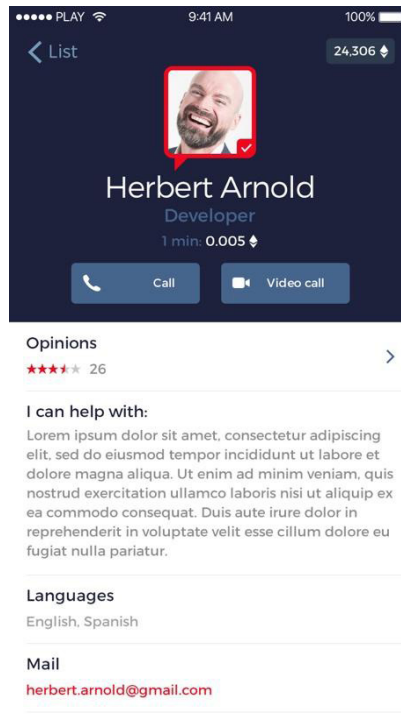 PLAY
9:41 AM
100%
List
24,306
Herbert Arnold
Developer
1 min: 0.005
Call
Video call
Opinions
26
I can help with:
Lorem ipsum dolor sit amet, consectetur adipiscing
elit, sed do eiusmod tempor incididunt ut labore et
dolore magna aliqua. Ut enim ad minim veniam, quis
nostrud exercitation ullamco laboris nisi ut aliquip ex
ea commodo consequat. Duis aute irure dolor in
reprehenderit in voluptate velit esse cillum dolore eu
fugiat nulla pariatur.
Languages
English, Spanish
Mail
herbert.arnold@gmail.com